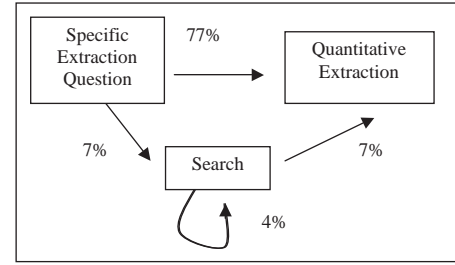 Specific
Extraction
Question
77%
Quantitative
Extraction
7%
Search
7%
4%